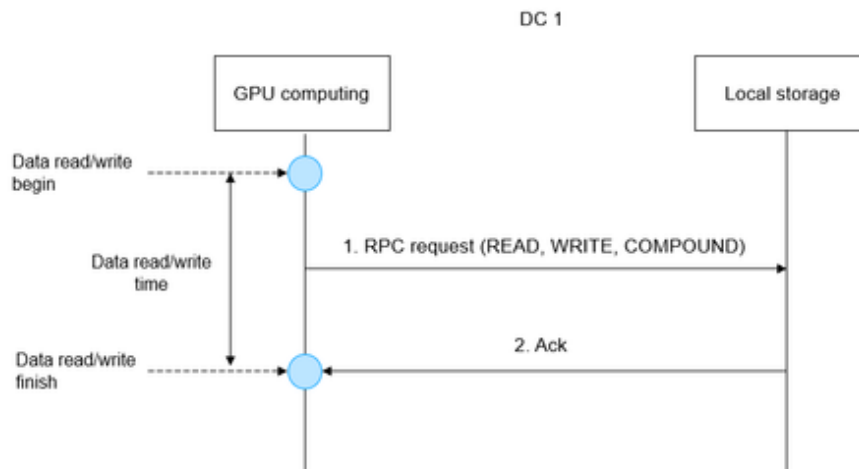 DC 1
GPU computing
Local storage
Data read/write
begin
1. RPC request (READ, WRITE, COMPOUND)
Data read/write
time
2. Ack
Data read/write
finish